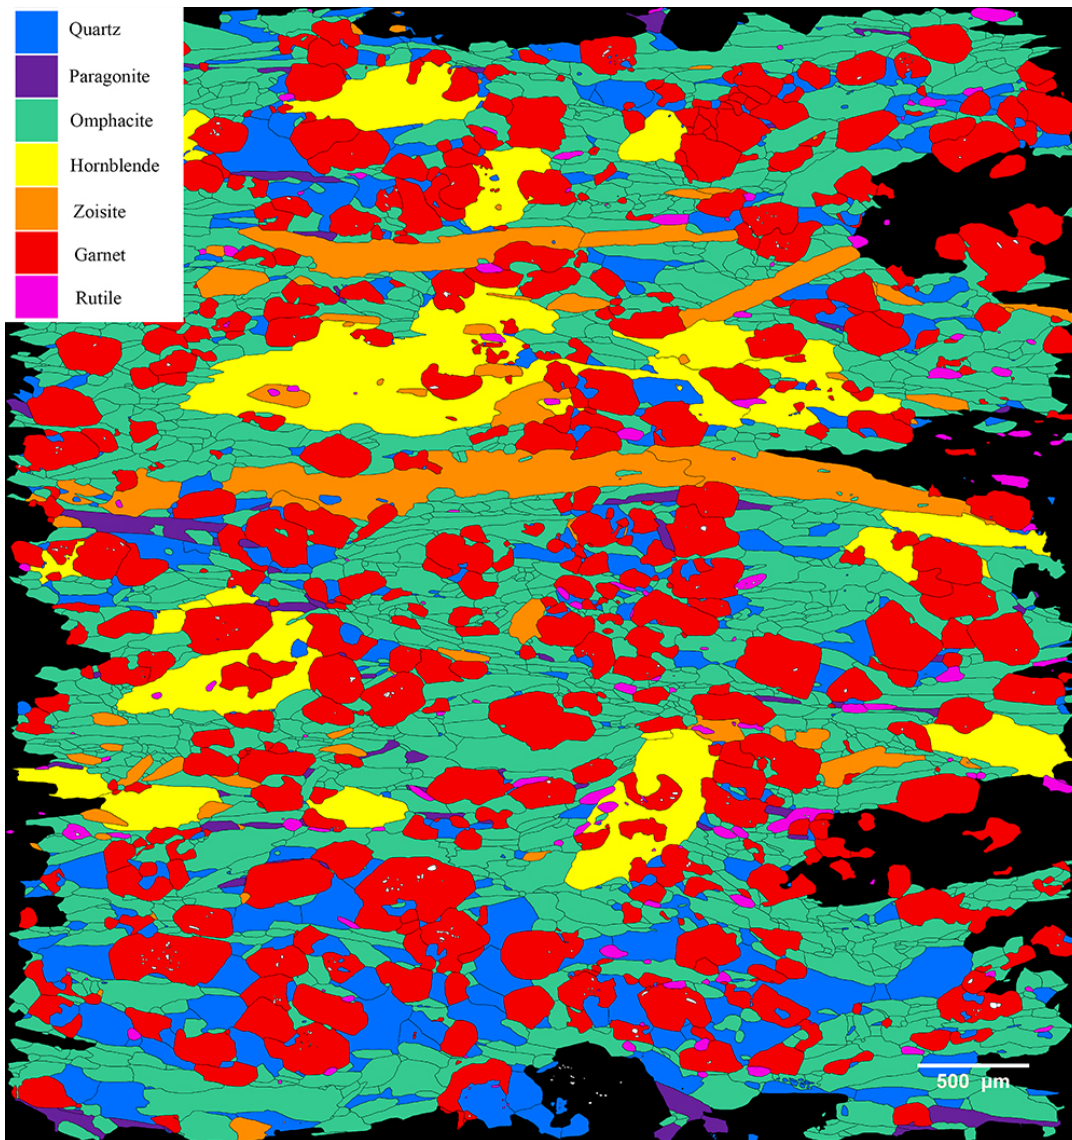 Quartz
Paragonite
Omphacite
Hornblende
Zoisite
Garnet
Rutile
500 μm